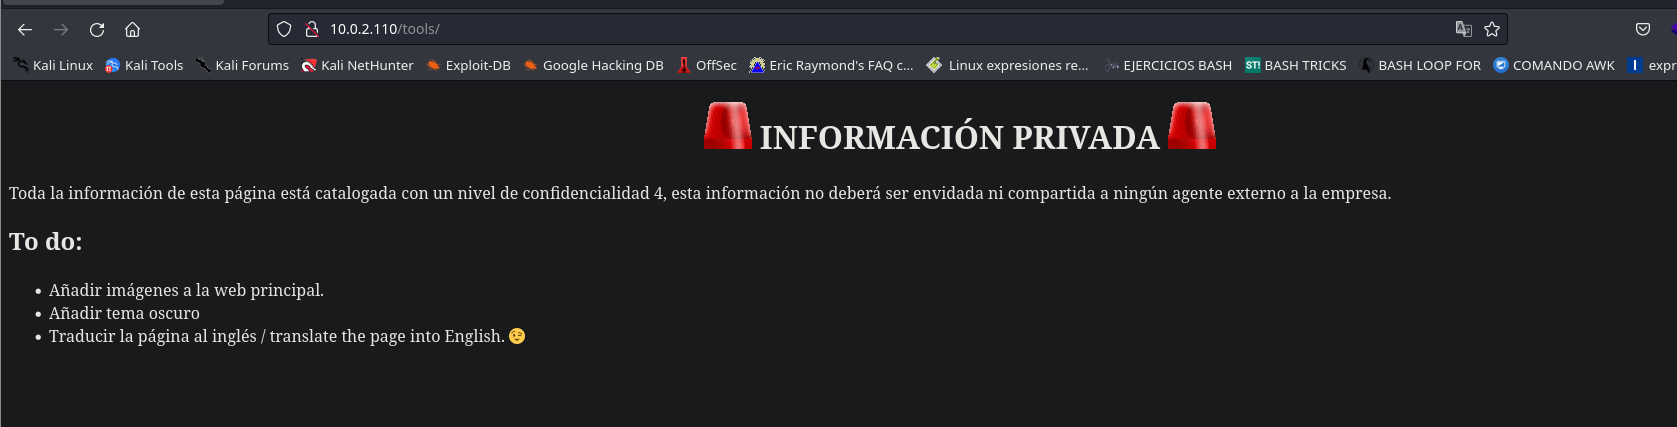 10.0.2.110/tools/
Kali Linux Kali Tools Kali Forums Kali NetHunter Exploit-DB Google Hacking DB OffSec Eric Raymond's FAQ c... Linux expresiones re... EJERCICIOS BASH ST! BASH TRICKS BASH LOOP FOR COMANDO AWK expr
INFORMACIÓN PRIVADA
Toda la información de esta página está catalogada con un nivel de confidencialidad 4, esta información no deberá ser envidada ni compartida a ningún agente externo a la empresa.
To do:
Añadir imágenes a la web principal.
Añadir tema oscuro
Traducir la página al inglés / translate the page into English. 😉